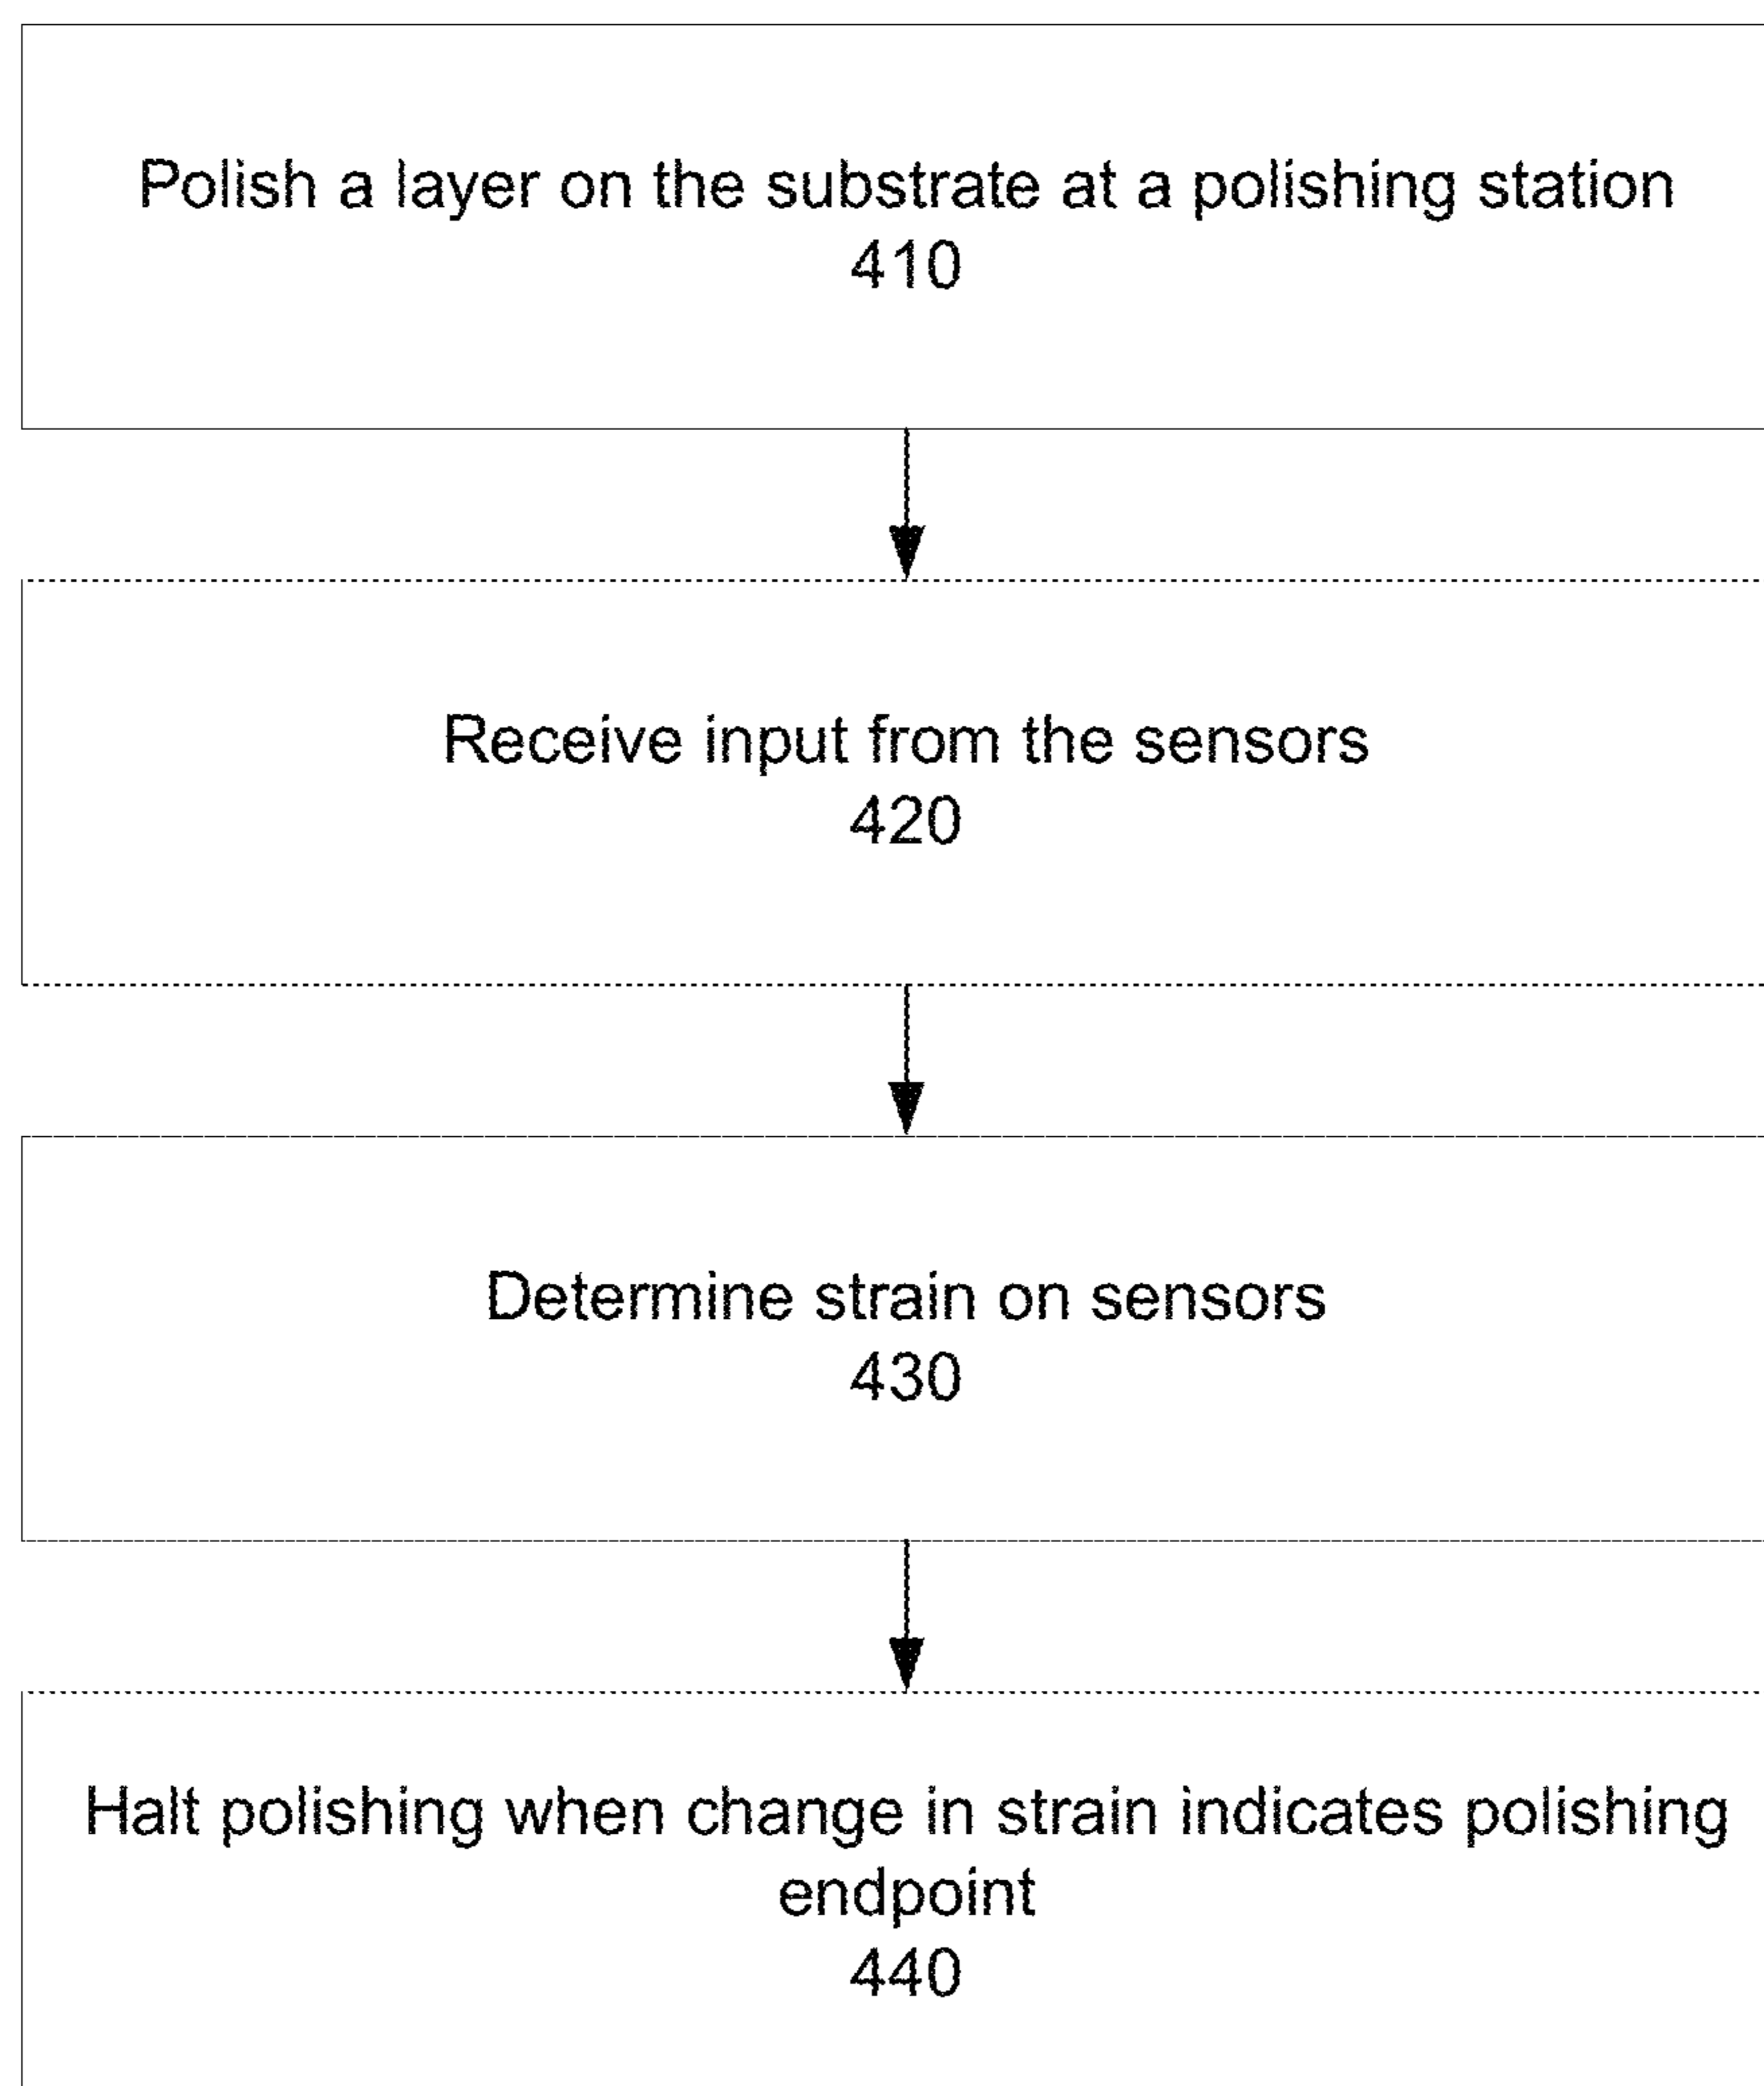 Polish a layer on the substrate at a polishing station
410
Receive input from the sensors
420
Determine strain on sensors
430
Halt polishing when change in strain indicates polishing
endpoint
440